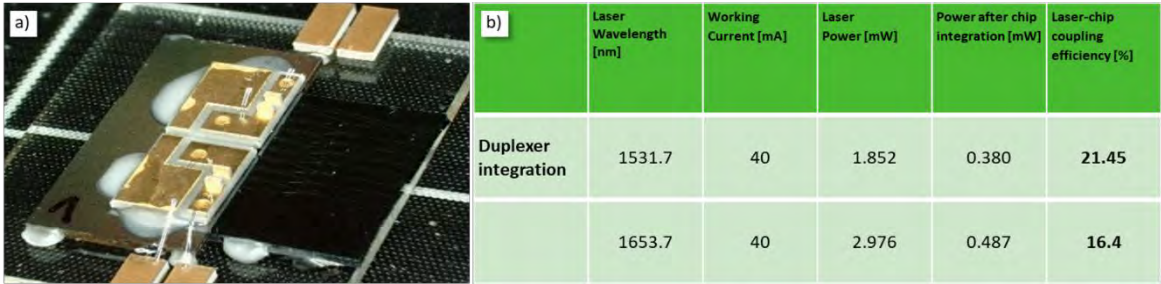 a)
1
b)
Laser
Wavelength
[nm]
Working
Current [mA]
Laser
Power [mW]
Power after chip
integration [mW]
Laser-chip
coupling
efficiency [%]
Duplexer
integration
1531.7
40
1.852
0.380
21.45
1653.7
40
2.976
0.487
16.4